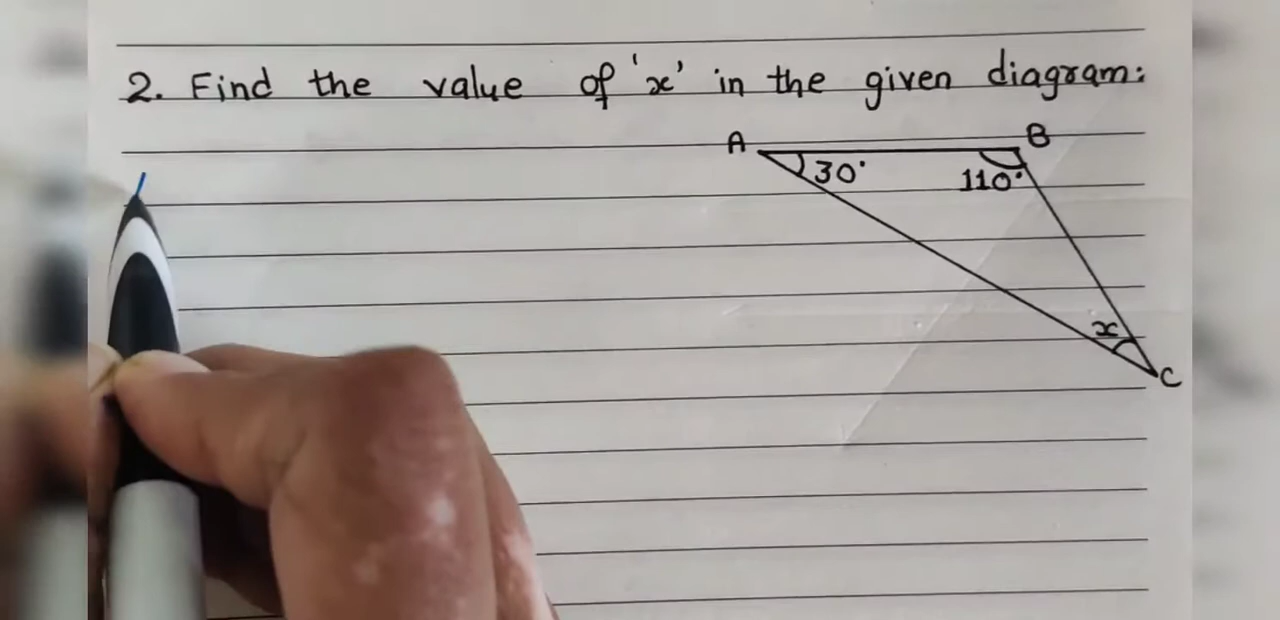 2. Find the value of 'x' in the given diagram:
A B
30° 110°
x
C